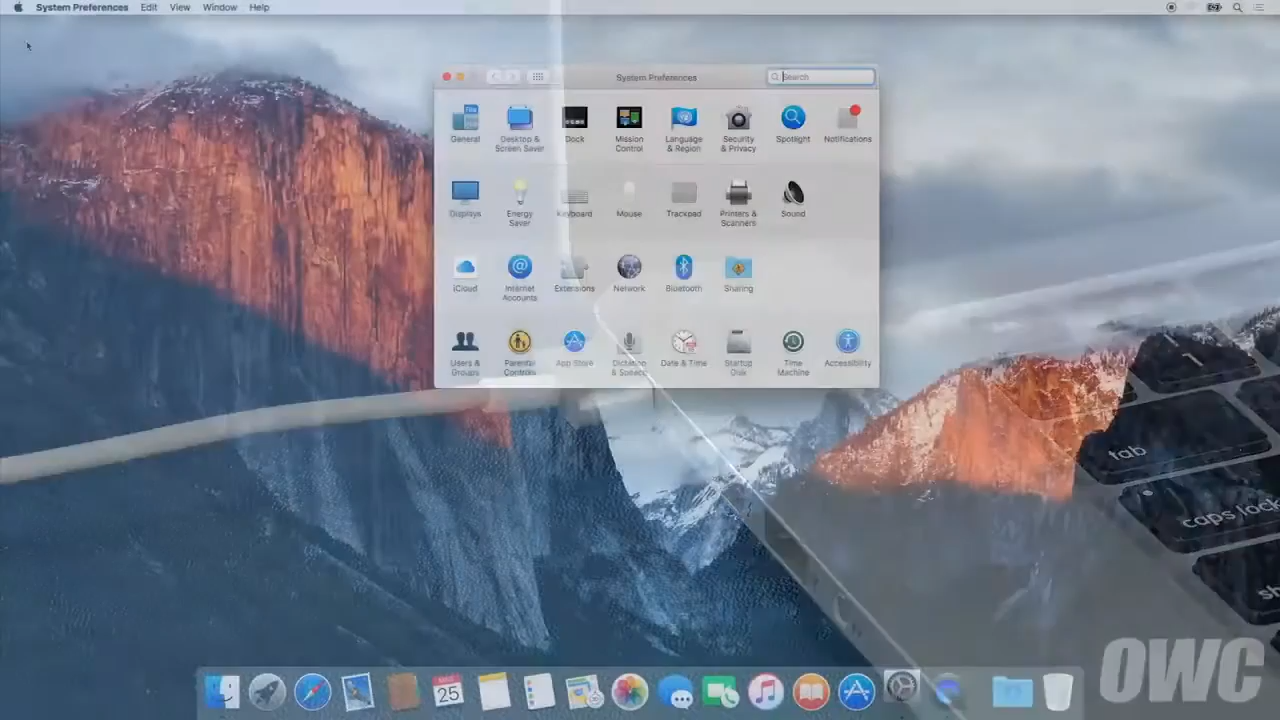 System Preferences Edit View Window Help
System Preferences
Search
General
Desktop &
Screen Saver
Dock
Mission
Control
Language
& Region
Security
& Privacy
Spotlight
Notifications
Displays
Energy
Saver
Keyboard
Mouse
Trackpad
Printers &
Scanners
Sound
iCloud
Internet
Accounts
Extensions
Network
Bluetooth
Sharing
Users &
Groups
Parental
Controls
App Store
Dictation
& Speech
Date & Time
Startup
Disk
Time
Machine
Accessibility
1
tab
caps lock
sh
25
OWC